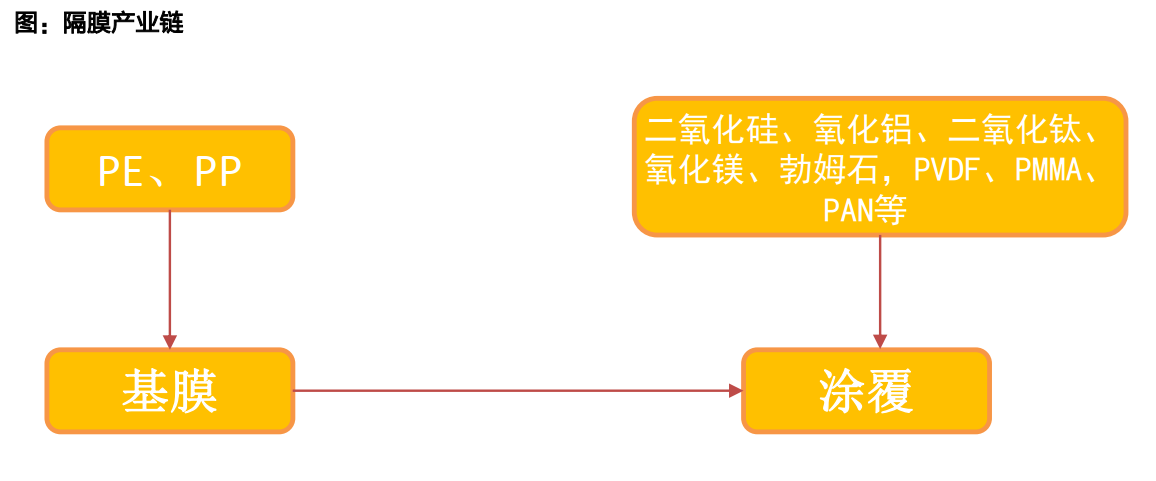 图：隔膜产业链
PE、PP
二氧化硅、氧化铝、二氧化钛、
氧化镁、勃姆石，PVDF、PMMA、
PAN等
基膜
涂覆